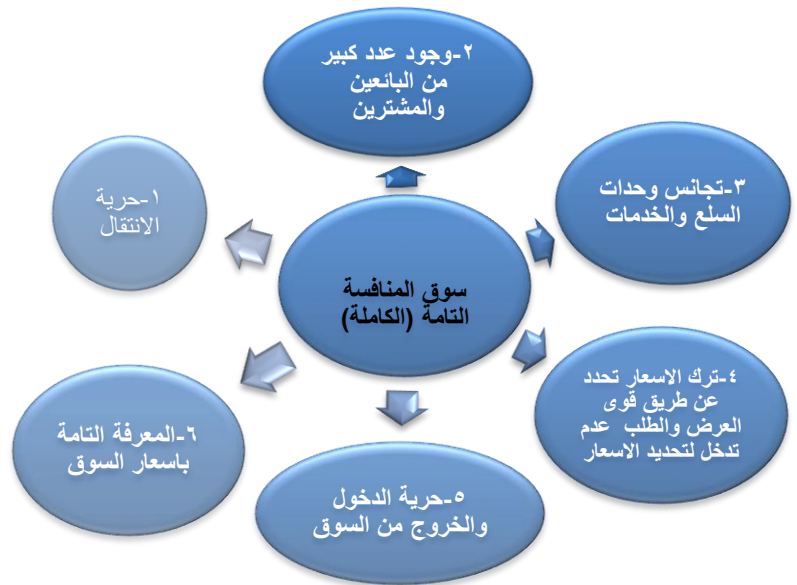 سوق المنافسة
التامة (الكاملة)
١-حرية
الانتقال
٢-وجود عدد كبير
من البائعين
والمشترين
٣-تجانس وحدات
السلع والخدمات
٤-ترك الاسعار تحدد
عن طريق قوى
العرض والطلب عدم
تدخل لتحديد الاسعار
٥-حرية الدخول
والخروج من السوق
٦-المعرفة التامة
باسعار السوق